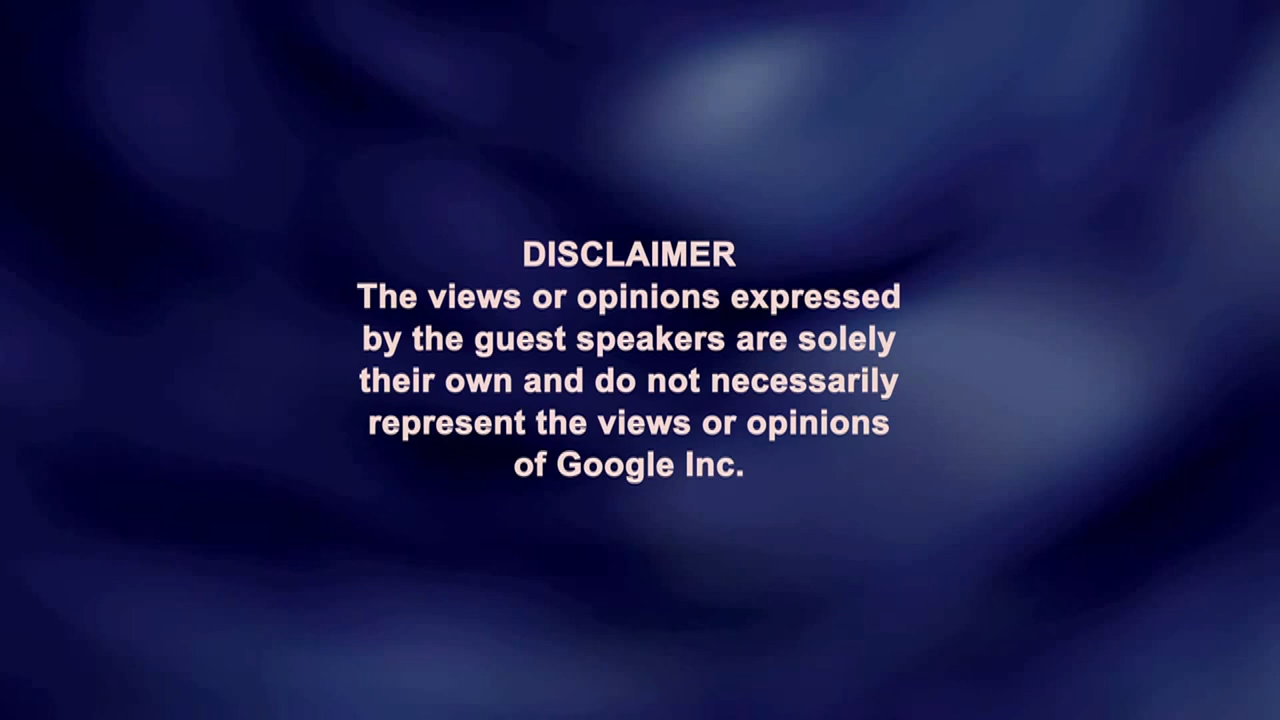 DISCLAIMER
The views or opinions expressed
by the guest speakers are solely
their own and do not necessarily
represent the views or opinions
of Google Inc.